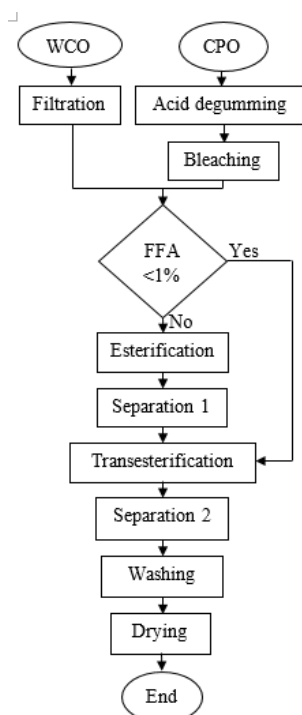 WCO
CPO
Filtration
Acid degumming
Bleaching
FFA
<1%
Yes
No
Esterification
Separation 1
Transesterification
Separation 2
Washing
Drying
End